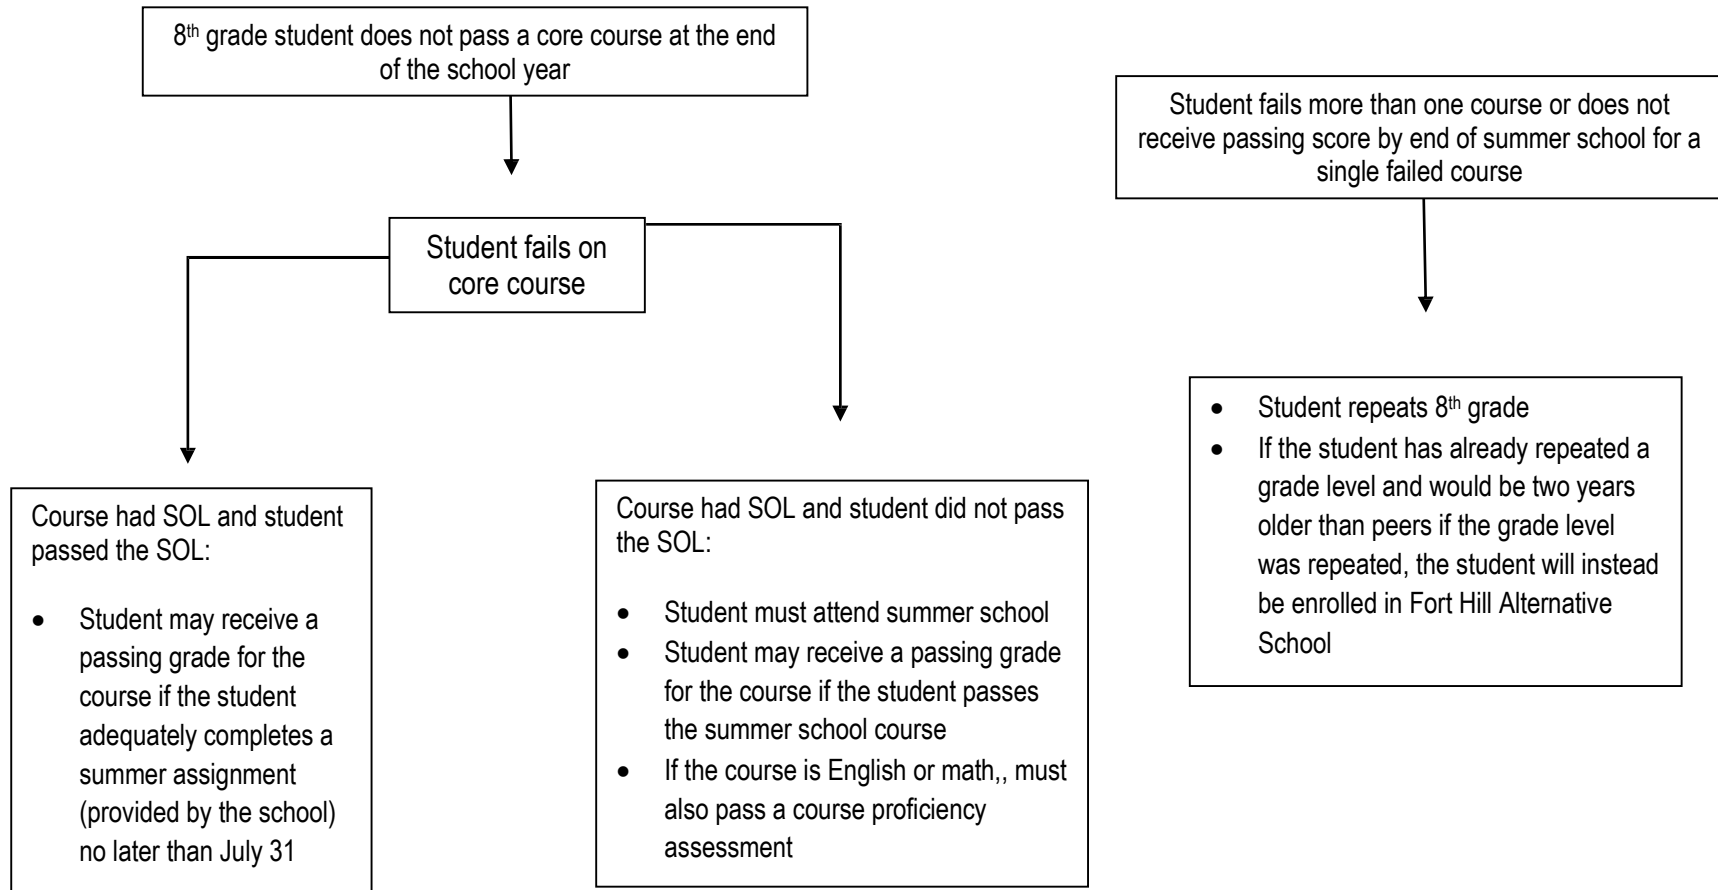 8th grade student does not pass a core course at the end
of the school year
Student fails more than one course or does not
receive passing score by end of summer school for a
single failed course
Student fails on
core course
Course had SOL and student
passed the SOL:
• Student may receive a
passing grade for the
course if the student
adequately completes a
summer assignment
(provided by the school)
no later than July 31
Course had SOL and student did not pass
the SOL:
• Student must attend summer school
• Student may receive a passing grade
for the course if the student passes
the summer school course
• If the course is English or math,, must
also pass a course proficiency
assessment
• Student repeats 8th grade
• If the student has already repeated a
grade level and would be two years
older than peers if the grade level
was repeated, the student will instead
be enrolled in Fort Hill Alternative
School